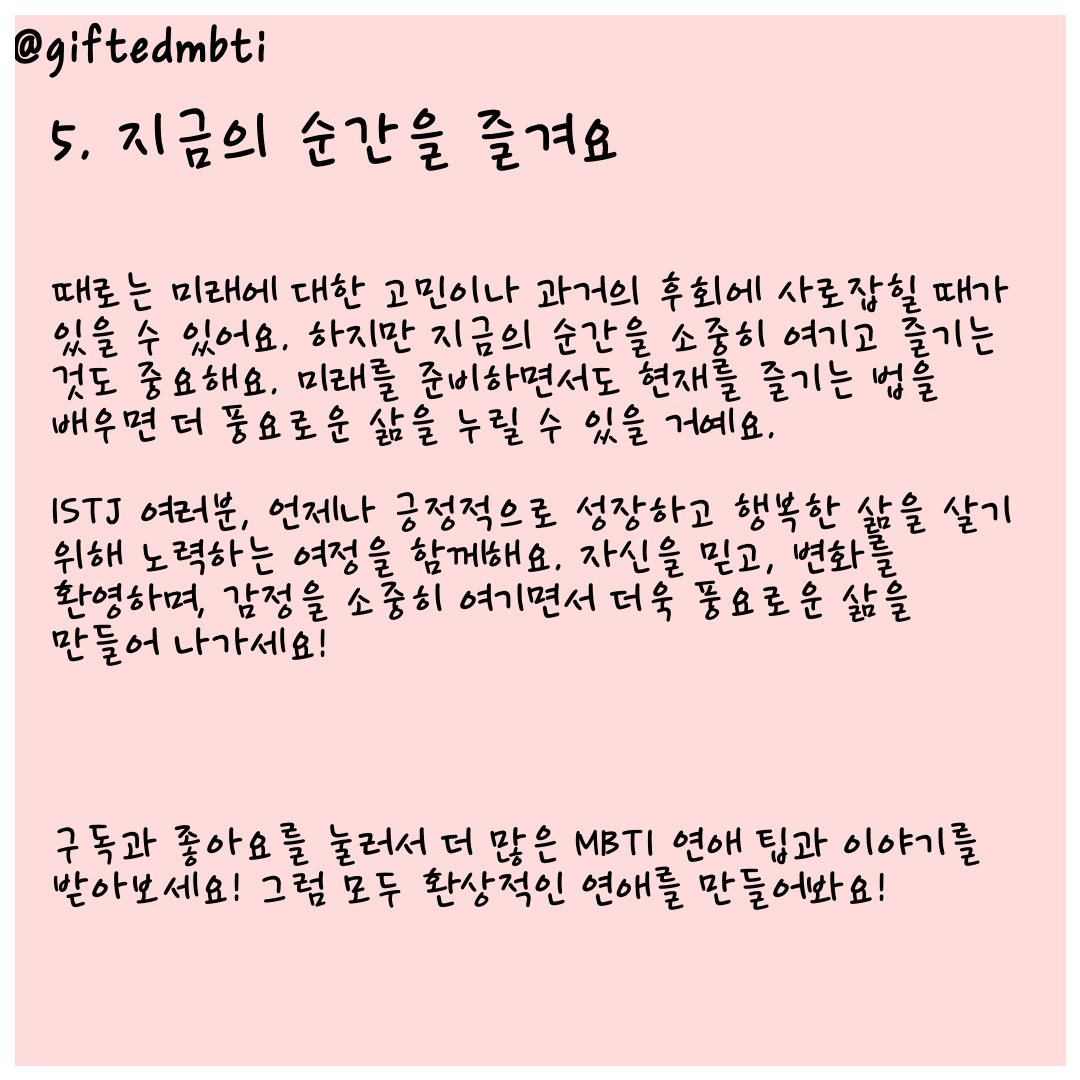 @giftedmbti
5. 지금의 순간을 즐겨요
때로는 미래에 대한 고민이나 과거의 후회에 사로잡힐 때가
있을 수 있어요. 하지만 지금의 순간을 소중히 여기고 즐기는
것도 중요해요. 미래를 준비하면서도 현재를 즐기는 법을
배우면 더 풍요로운 삶을 누릴 수 있을 거예요.
ISTJ 여러분, 언제나 긍정적으로 성장하고 행복한 삶을 살기
위해 노력하는 여정을 함께해요. 자신을 믿고, 변화를
환영하며, 감정을 소중히 여기면서 더욱 풍요로운 삶을
만들어 나가세요!
구독과 좋아요를 눌러서 더 많은 MBTI 연애 팁과 이야기를
받아보세요! 그럼 모두 환상적인 연애를 만들어봐요!